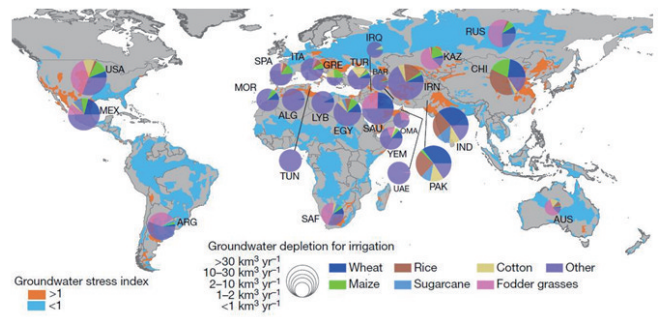 RUS
IRQ
SPA
ITA
GRE
TUR
KAZ
CHI
USA
MOR
BAR
IRN
MEX
ALG
LYB
EGY
SAU
OMA
IND
YEM
TUN
UAE
PAK
SAF
ARG
AUS
Groundwater depletion for irrigation
>30 km³ yr⁻¹
10–30 km³ yr⁻¹
2–10 km³ yr⁻¹
1–2 km³ yr⁻¹
<1 km³ yr⁻¹
Wheat Rice Cotton Other
Maize Sugarcane Fodder grasses
Groundwater stress index
>1
<1